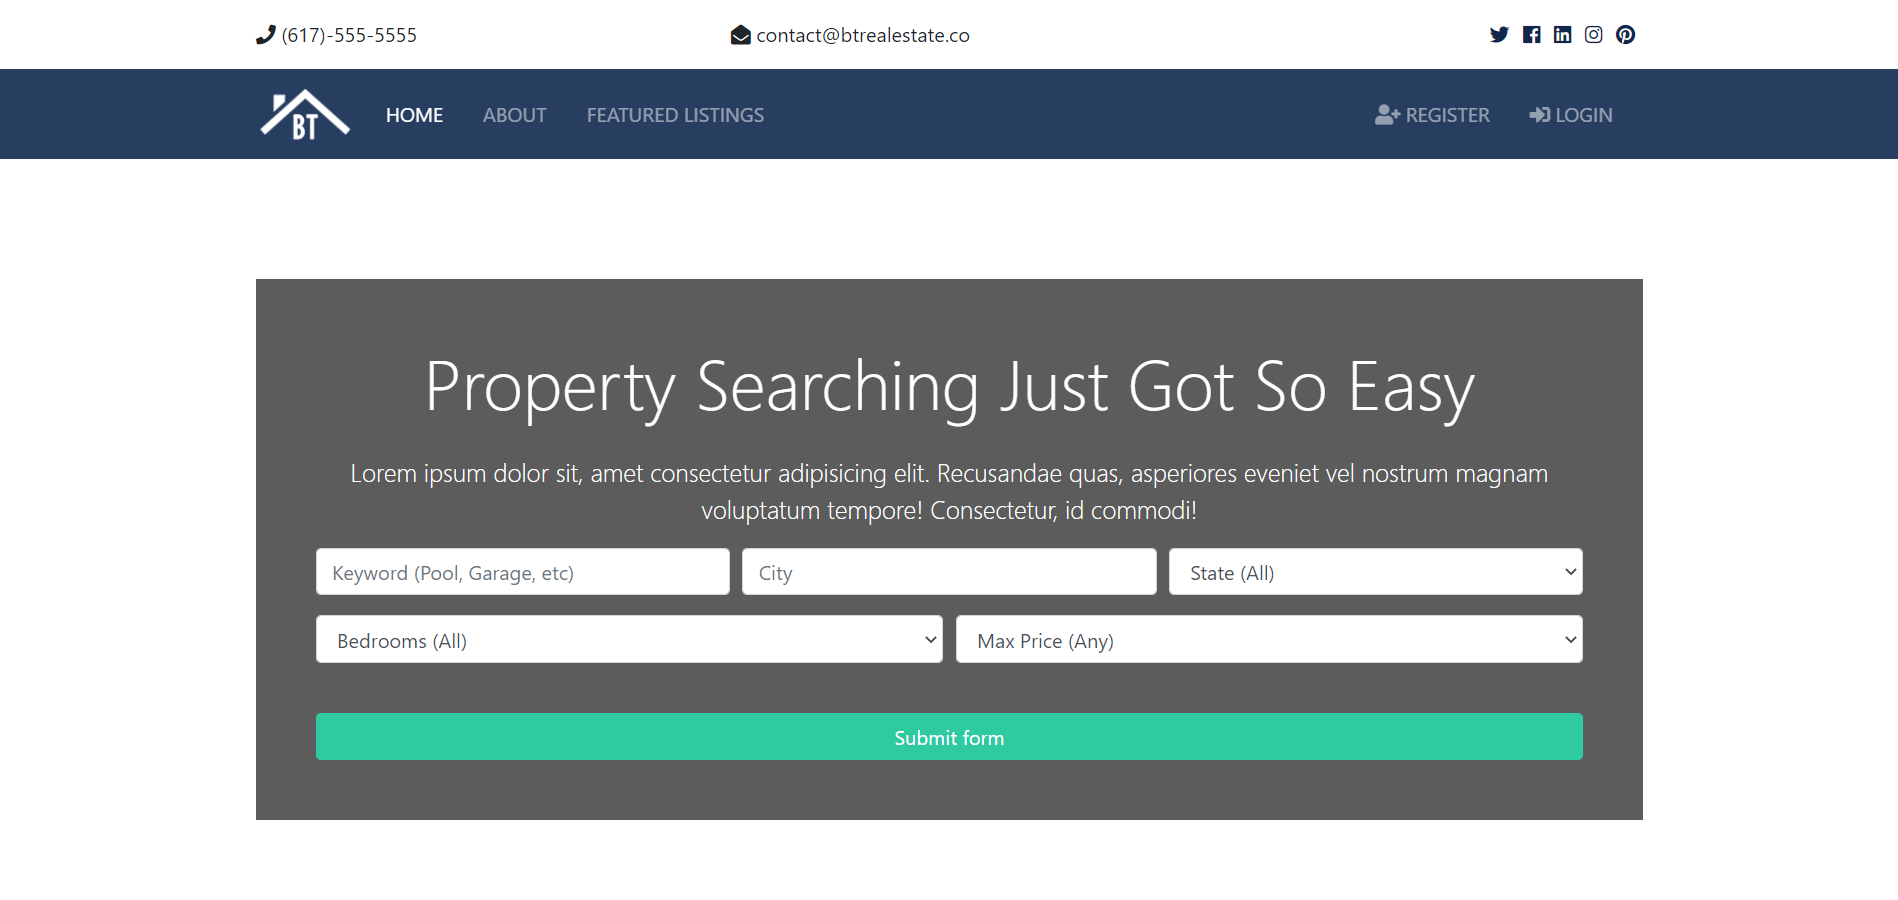 (617)-555-5555
contact@btrealestate.co
BT
HOME
ABOUT
FEATURED LISTINGS
REGISTER
LOGIN
Property Searching Just Got So Easy
Lorem ipsum dolor sit, amet consectetur adipisicing elit. Recusandae quas, asperiores eveniet vel nostrum magnam
voluptatum tempore! Consectetur, id commodi!
Keyword (Pool, Garage, etc)
City
State (All)
Bedrooms (All)
Max Price (Any)
Submit form